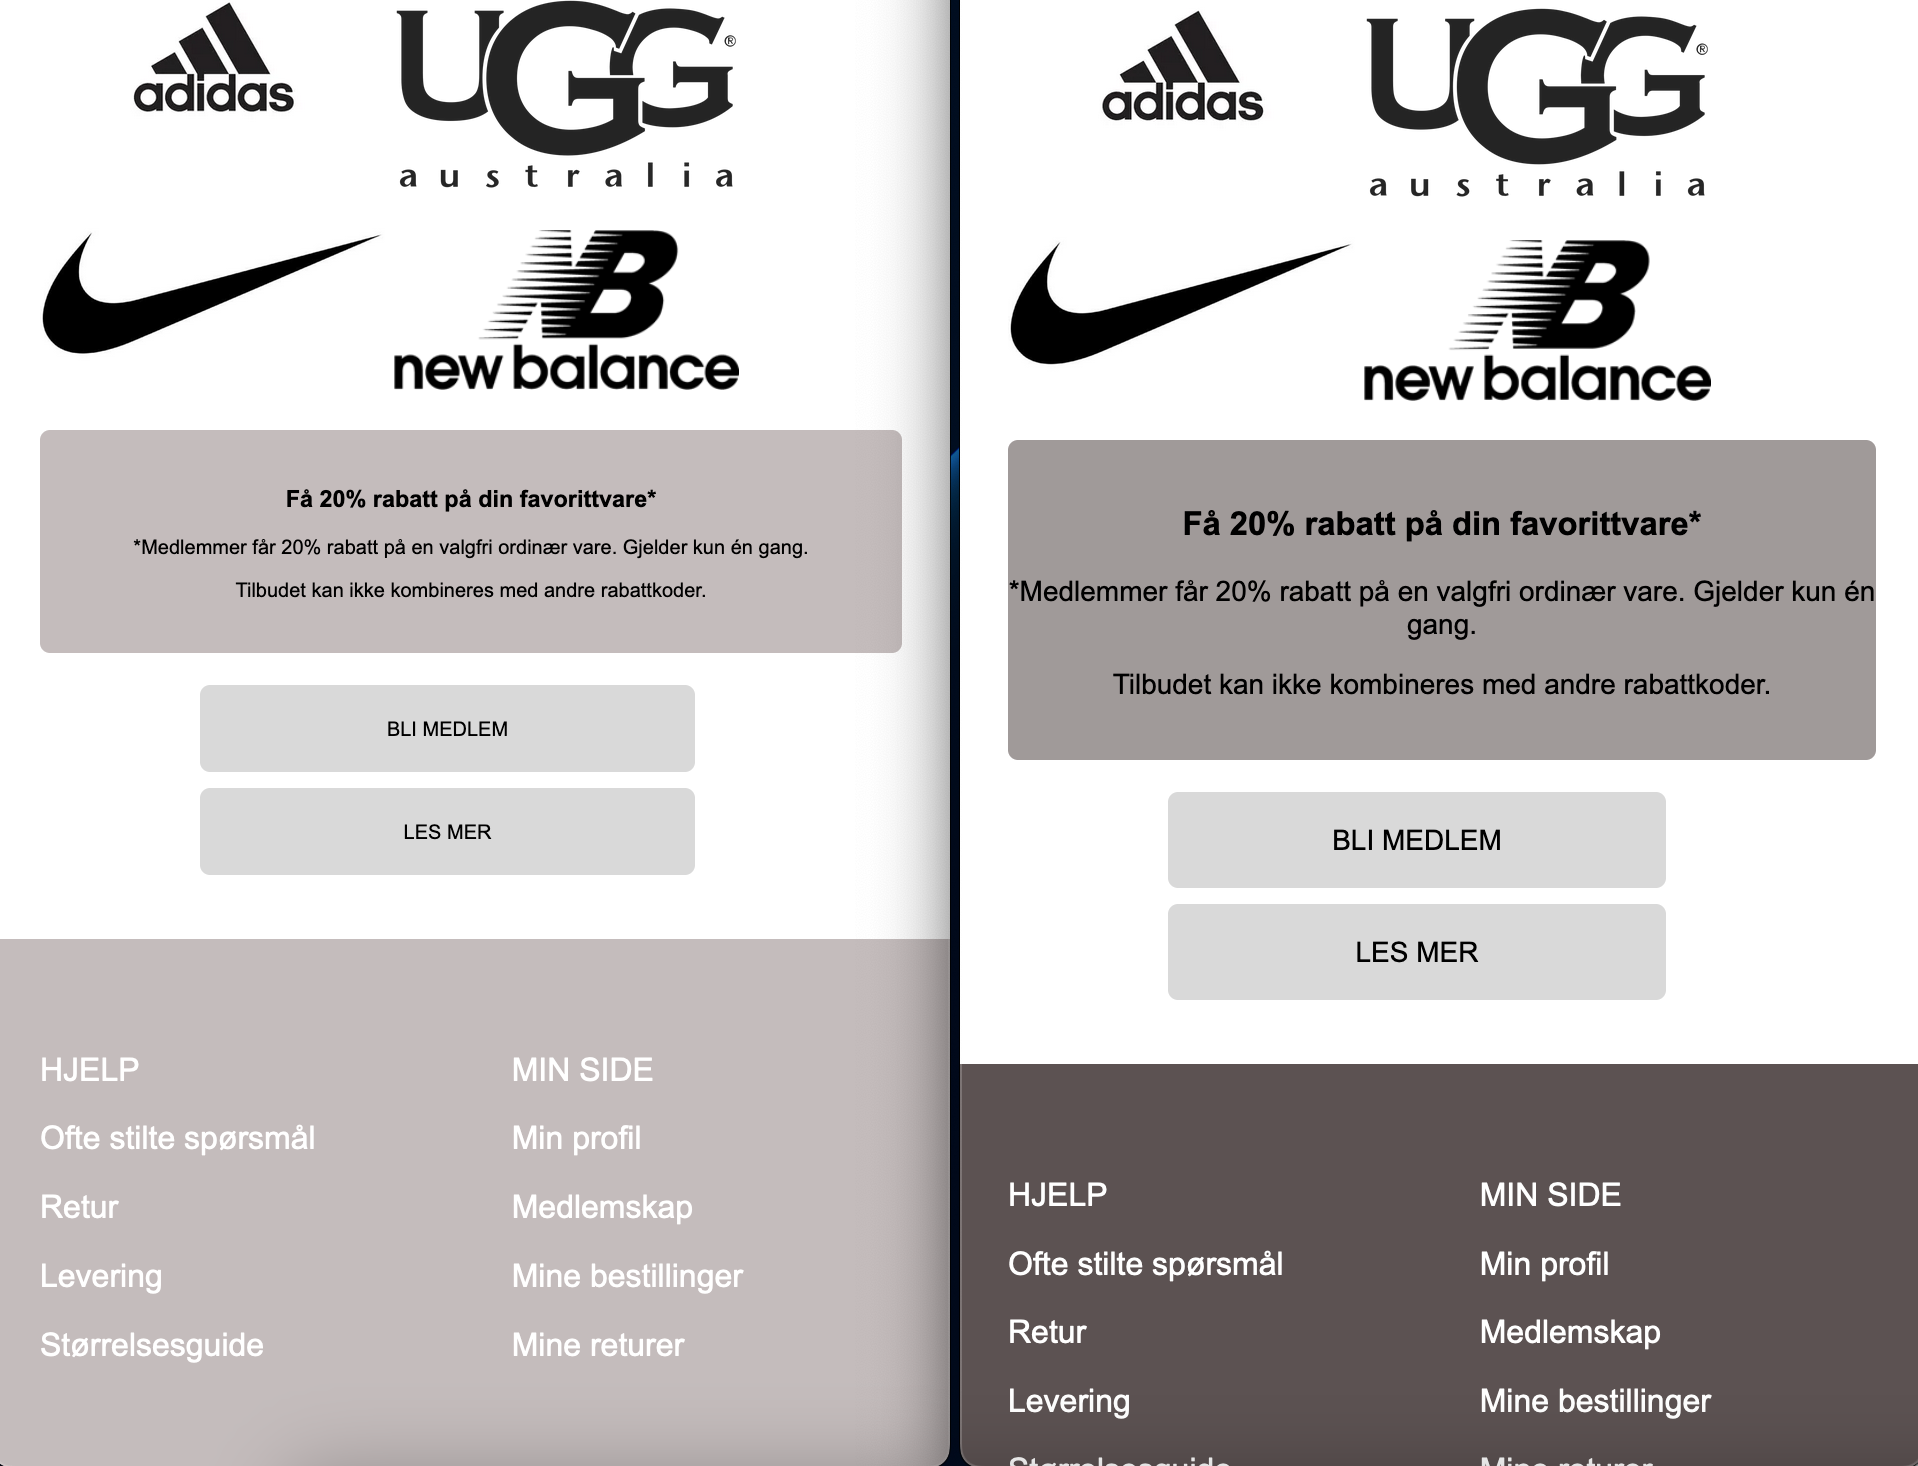 adidas
UGG®
australia
NB
new balance
Få 20% rabatt på din favorittvare*
*Medlemmer får 20% rabatt på en valgfri ordinær vare. Gjelder kun én gang.
Tilbudet kan ikke kombineres med andre rabattkoder.
BLI MEDLEM
LES MER
HJELP
Ofte stilte spørsmål
Retur
Levering
Størrelsesguide
MIN SIDE
Min profil
Medlemskap
Mine bestillinger
Mine returer
adidas
UGG®
australia
NB
new balance
Få 20% rabatt på din favorittvare*
*Medlemmer får 20% rabatt på en valgfri ordinær vare. Gjelder kun én
gang.
Tilbudet kan ikke kombineres med andre rabattkoder.
BLI MEDLEM
LES MER
HJELP
Ofte stilte spørsmål
Retur
Levering
Størrelsesguide
MIN SIDE
Min profil
Medlemskap
Mine bestillinger
Mine returer